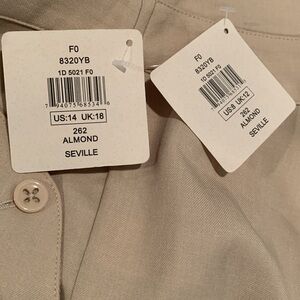 F0
8320YB
1D 5021 F0
US:14 UK:18
262
ALMOND
SEVILLE
F0
8320YB
1D 5021 F0
US:8 UK:12
262
ALMOND
SEVILLE